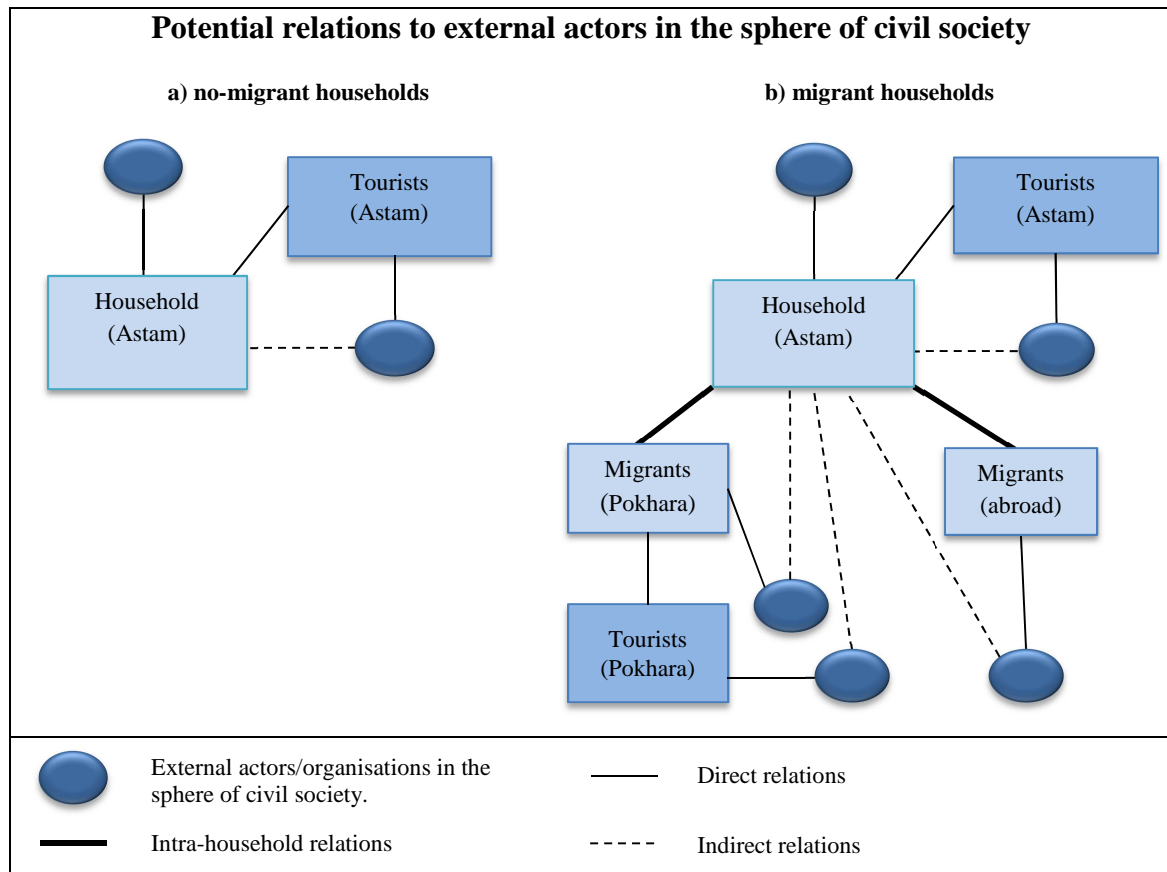 Potential relations to external actors in the sphere of civil society
a) no-migrant households
b) migrant households
Tourists
(Astam)
Household
(Astam)
Tourists
(Astam)
Household
(Astam)
Migrants
(Pokhara)
Migrants
(abroad)
Tourists
(Pokhara)
External actors/organisations in the
sphere of civil society.
Direct relations
Intra-household relations
Indirect relations